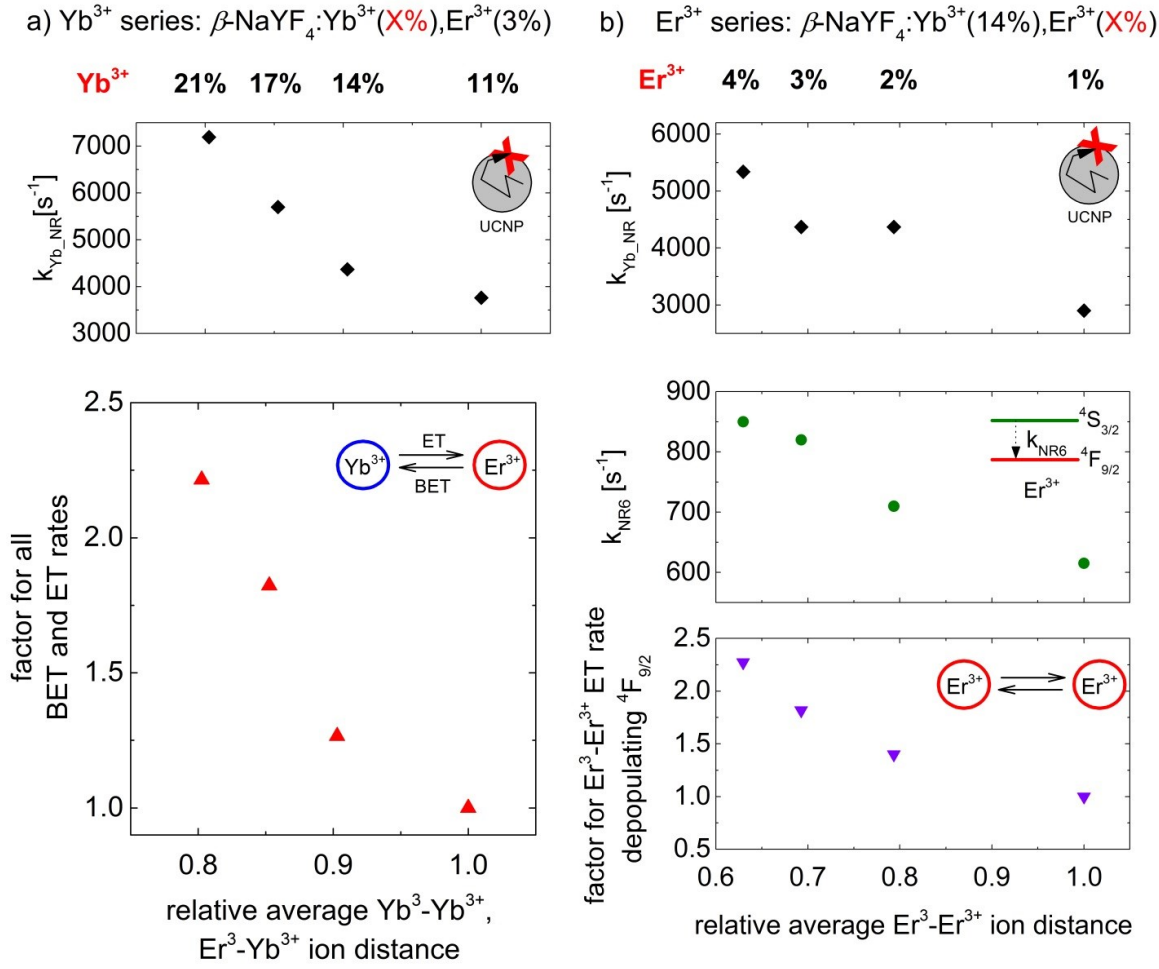 a) Yb³⁺ series: β-NaYF₄:Yb³⁺(X%),Er³⁺(3%)
Yb³⁺ 21% 17% 14% 11%
7000
6000
5000
4000
3000
k_Yb_NR[s⁻¹]
UCNP
2.5
2.0
1.5
1.0
factor for all
BET and ET rates
Yb³⁺ ET Er³⁺
BET
0.8 0.9 1.0
relative average Yb³-Yb³⁺,
Er³-Yb³⁺ ion distance
b) Er³⁺ series: β-NaYF₄:Yb³⁺(14%),Er³⁺(X%)
Er³⁺ 4% 3% 2% 1%
6000
5000
4000
3000
k_Yb_NR [s⁻¹]
UCNP
900
800
700
600
k_NR6 [s⁻¹]
⁴S₃/₂
k_NR6
⁴F₉/₂
Er³⁺
2.5
2.0
1.5
1.0
0.5
factor for Er³-Er³⁺ ET rate
depopulating ⁴F₉/₂
Er³⁺ Er³⁺
0.6 0.7 0.8 0.9 1.0
relative average Er³-Er³⁺ ion distance